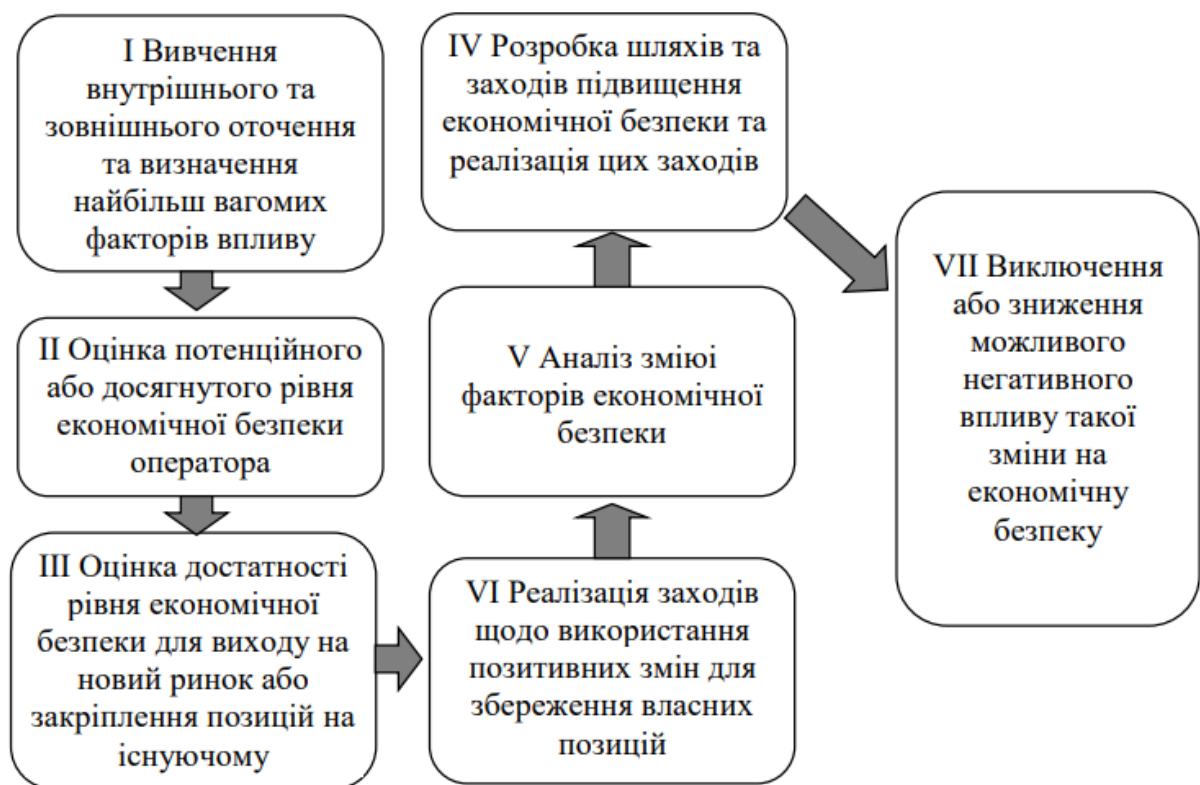 І Вивчення
внутрішнього та
зовнішнього оточення
та визначення
найбільш вагомих
факторів впливу
ІІ Оцінка потенційного
або досягнутого рівня
економічної безпеки
оператора
ІІІ Оцінка достатності
рівня економічної
безпеки для виходу на
новий ринок або
закріплення позицій на
існуючому
IV Розробка шляхів та
заходів підвищення
економічної безпеки та
реалізація цих заходів
V Аналіз зміюі
факторів економічної
безпеки
VI Реалізація заходів
щодо використання
позитивних змін для
збереження власних
позицій
VII Виключення
або зниження
можливого
негативного
впливу такої
зміни на
економічну
безпеку